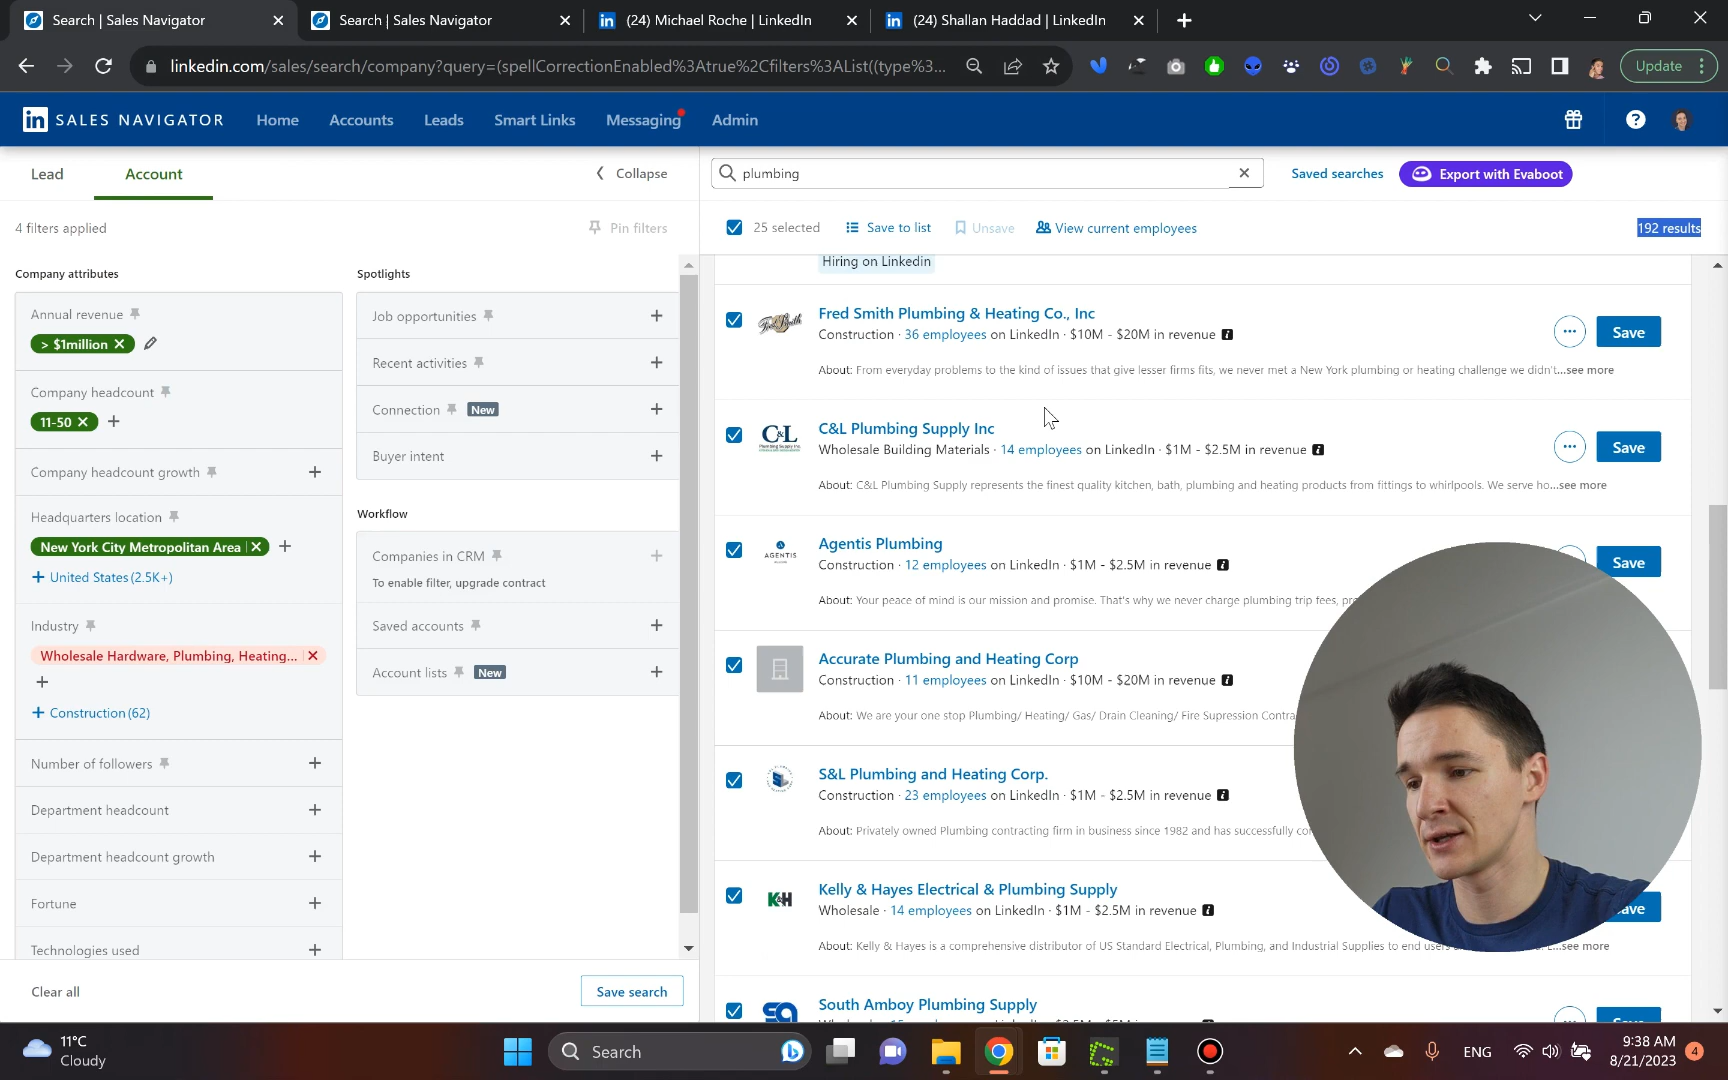 Search | Sales Navigator
Search | Sales Navigator
(24) Michael Roche | LinkedIn
(24) Shallan Haddad | LinkedIn
linkedin.com/sales/search/company?query=(spellCorrectionEnabled%3Atrue%2Cfilters%3AList((type%3...
Update
in SALES NAVIGATOR
Home
Accounts
Leads
Smart Links
Messaging
Admin
Lead
Account
Collapse
plumbing
Saved searches
Export with Evaboot
4 filters applied
Pin filters
25 selected
Save to list
Unsave
View current employees
192 results
Company attributes
Annual revenue
> $1million
Company headcount
11-50
Company headcount growth
Headquarters location
New York City Metropolitan Area
+ United States (2.5K+)
Industry
Wholesale Hardware, Plumbing, Heating...
+ Construction (62)
Number of followers
Department headcount
Department headcount growth
Fortune
Technologies used
Spotlights
Job opportunities
Recent activities
Connection New
Buyer intent
Workflow
Companies in CRM
To enable filter, upgrade contract
Saved accounts
Account lists New
Clear all
Save search
Hiring on Linkedin
Fred Smith Plumbing & Heating Co., Inc
Construction · 36 employees on LinkedIn · $10M - $20M in revenue
About: From everyday problems to the kind of issues that give lesser firms fits, we never met a New York plumbing or heating challenge we didn't...see more
Save
C&L
C&L Plumbing Supply Inc
Wholesale Building Materials · 14 employees on LinkedIn · $1M - $2.5M in revenue
About: C&L Plumbing Supply represents the finest quality kitchen, bath, plumbing and heating products from fittings to whirlpools. We serve ho...see more
Save
AGENTIS
Agentis Plumbing
Construction · 12 employees on LinkedIn · $1M - $2.5M in revenue
About: Your peace of mind is our mission and promise. That's why we never charge plumbing trip fees,
Save
Accurate Plumbing and Heating Corp
Construction · 11 employees on LinkedIn · $10M - $20M in revenue
About: We are your one stop Plumbing/ Heating/ Gas/ Drain Cleaning/ Fire Supression
S&L Plumbing and Heating Corp.
Construction · 23 employees on LinkedIn · $1M - $2.5M in revenue
About: Privately owned Plumbing contracting firm in business since 1982 and has successfully
K&H
Kelly & Hayes Electrical & Plumbing Supply
Wholesale · 14 employees on LinkedIn · $1M - $2.5M in revenue
About: Kelly & Hayes is a comprehensive distributor of US Standard Electrical, Plumbing, and Industrial Supplies to end users ...see more
South Amboy Plumbing Supply
11°C
Cloudy
Search
ENG
9:38 AM
8/21/2023
4